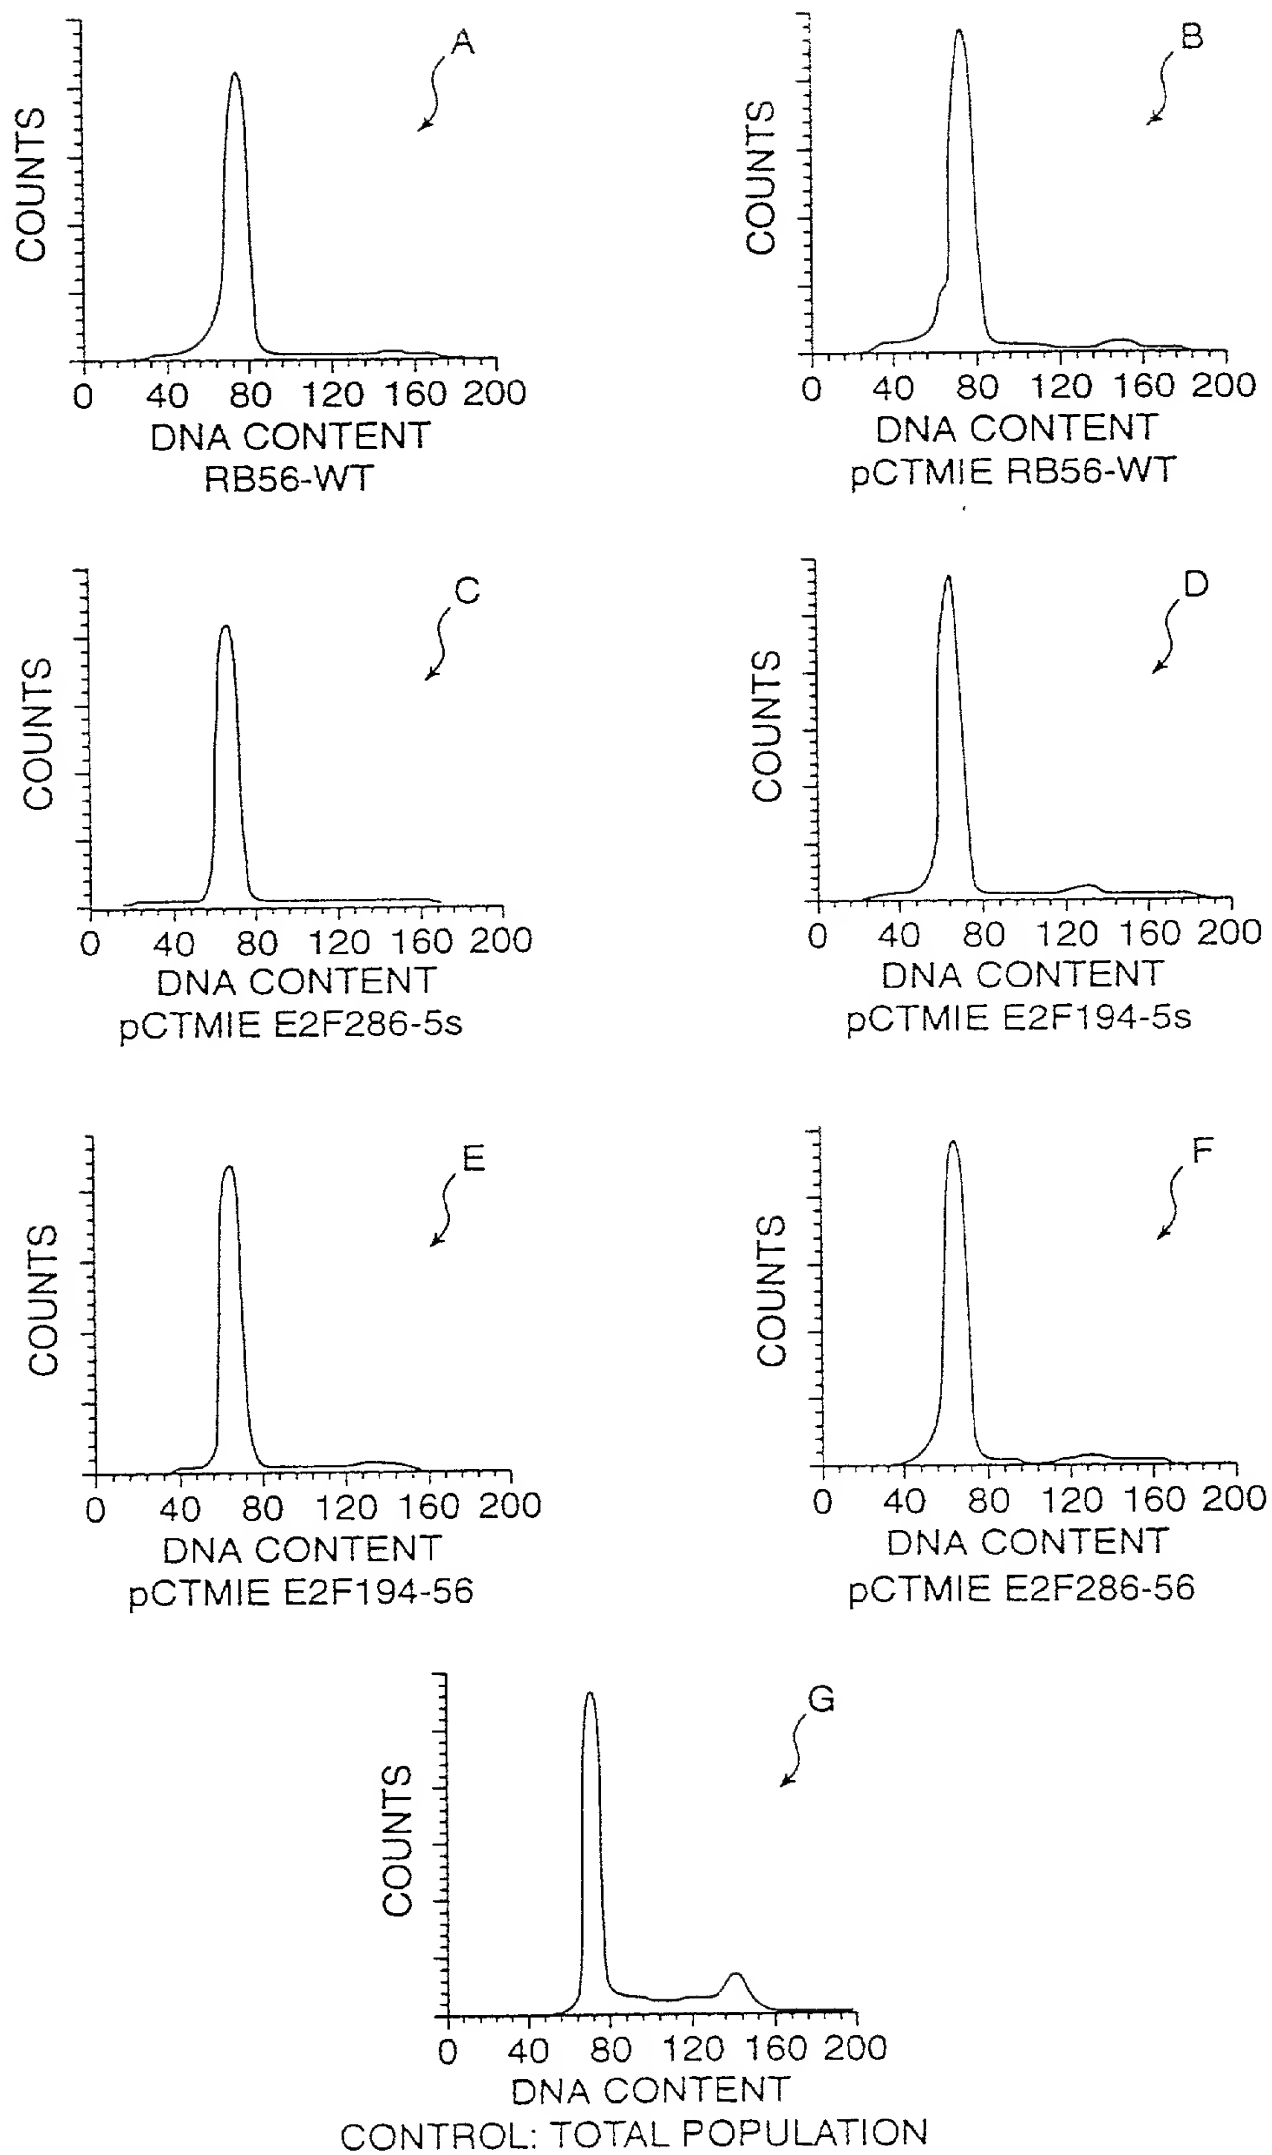 A
COUNTS
0 40 80 120 160 200
DNA CONTENT
RB56-WT
B
COUNTS
0 40 80 120 160 200
DNA CONTENT
pCTMIE RB56-WT
C
COUNTS
0 40 80 120 160 200
DNA CONTENT
pCTMIE E2F286-5s
D
COUNTS
0 40 80 120 160 200
DNA CONTENT
pCTMIE E2F194-5s
E
COUNTS
0 40 80 120 160 200
DNA CONTENT
pCTMIE E2F194-56
F
COUNTS
0 40 80 120 160 200
DNA CONTENT
pCTMIE E2F286-56
G
COUNTS
0 40 80 120 160 200
DNA CONTENT
CONTROL: TOTAL POPULATION